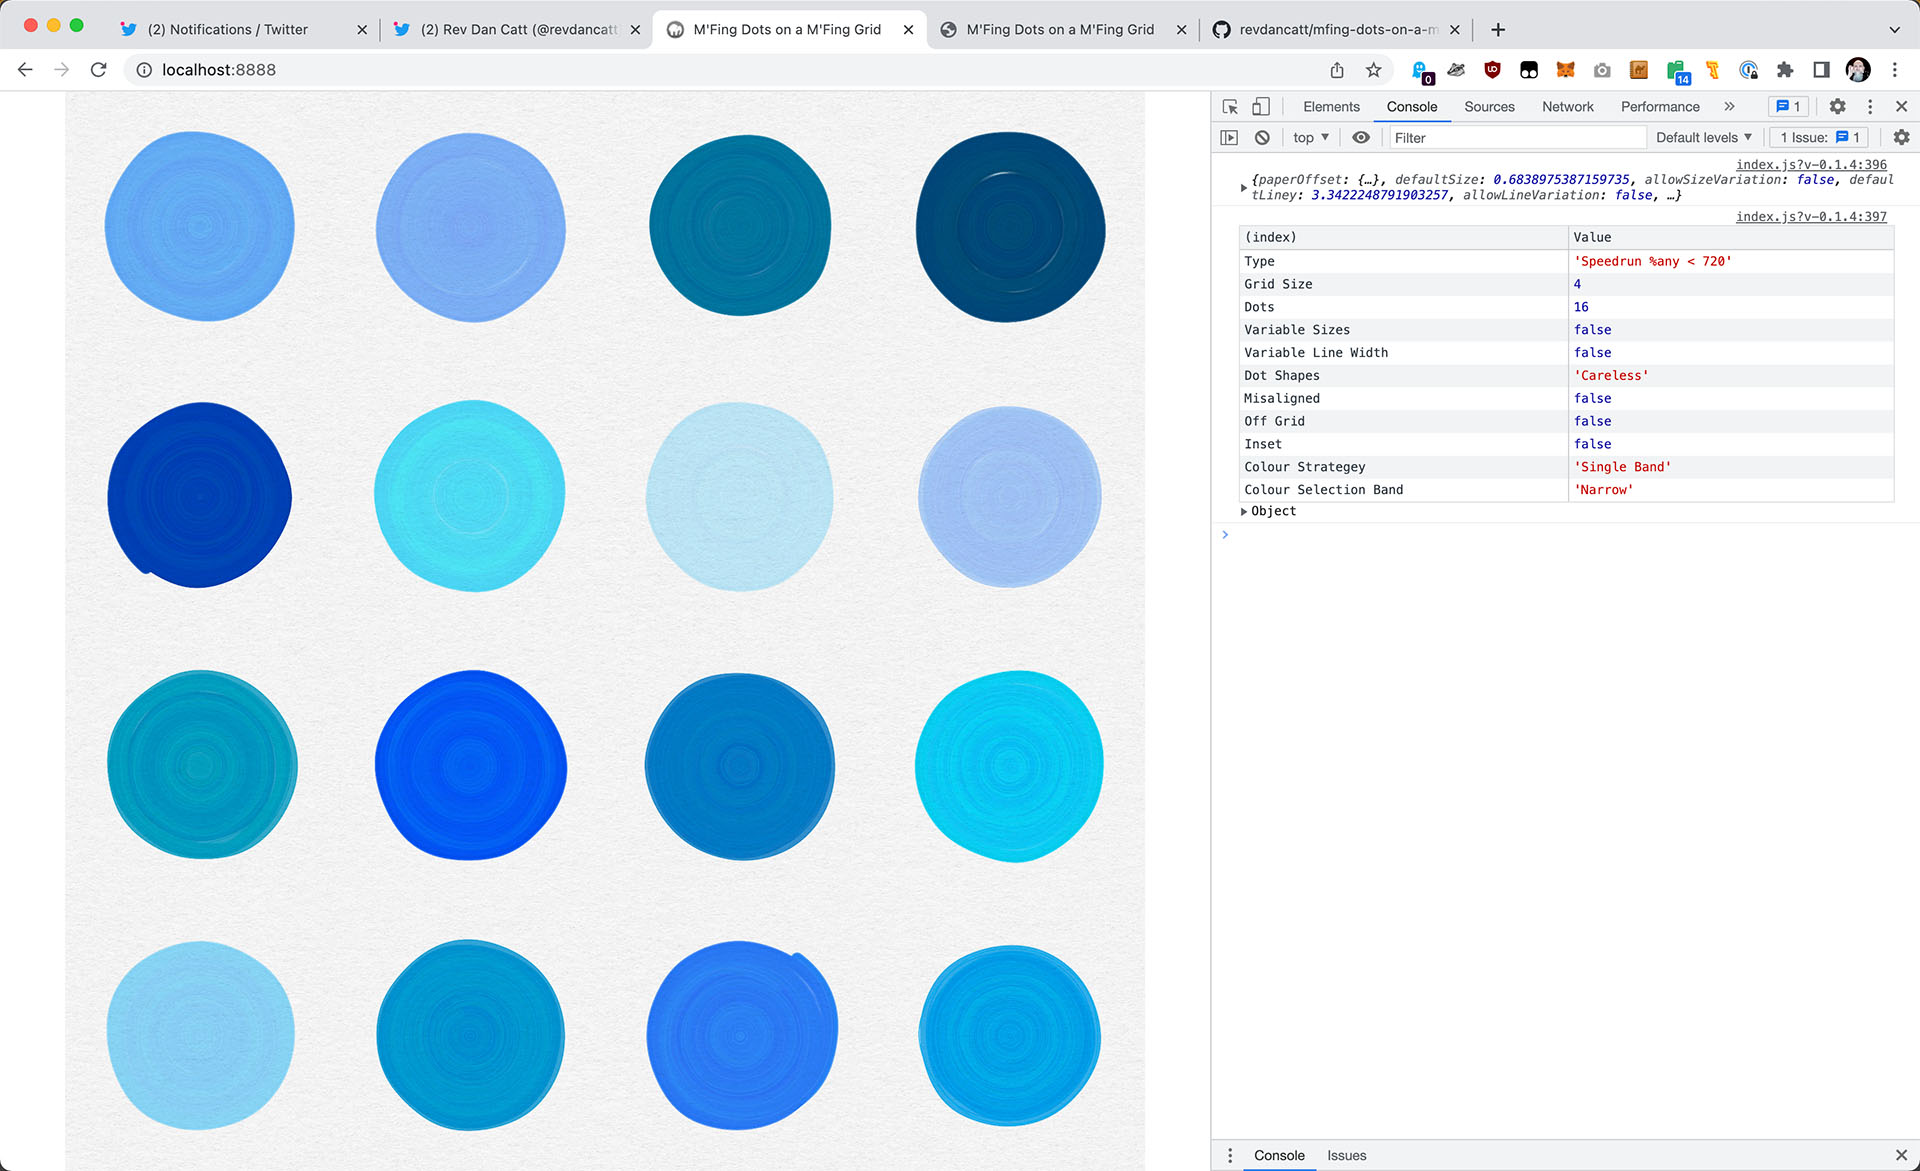 (2) Notifications / Twitter
(2) Rev Dan Catt (@revdancatt
M'Fing Dots on a M'Fing Grid
M'Fing Dots on a M'Fing Grid
revdancatt/mfing-dots-on-a-m
localhost:8888
0
14
Elements
Console
Sources
Network
Performance
1
top
Filter
Default levels
1 Issue: 1
index.js?v-0.1.4:396
{paperOffset: {…}, defaultSize: 0.6838975387159735, allowSizeVariation: false, defaul
tLiney: 3.3422248791903257, allowLineVariation: false, …}
index.js?v-0.1.4:397
(index) Value
Type 'Speedrun %any < 720'
Grid Size 4
Dots 16
Variable Sizes false
Variable Line Width false
Dot Shapes 'Careless'
Misaligned false
Off Grid false
Inset false
Colour Strategey 'Single Band'
Colour Selection Band 'Narrow'
Object
Console
Issues